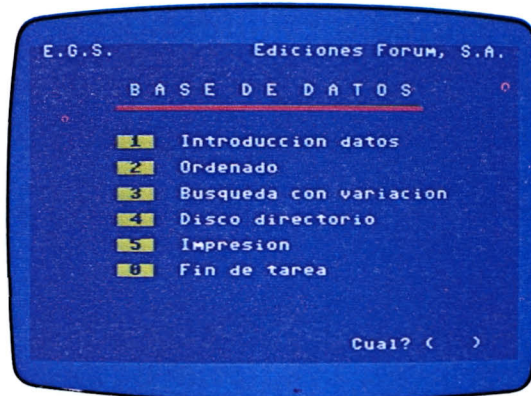 E.G.S. Ediciones Forum, S.A.
BASE DE DATOS
1 Introduccion datos
2 Ordenado
3 Busqueda con variacion
4 Disco directorio
5 Impresion
0 Fin de tarea
Cual? ( )